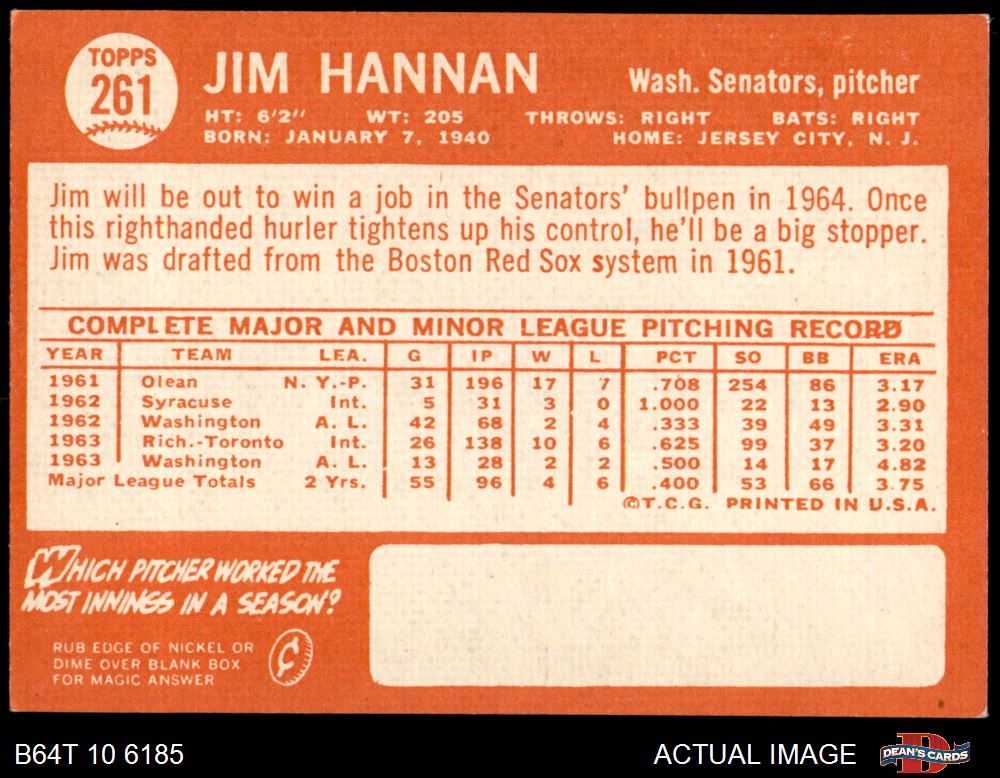 TOPPS
261
JIM HANNAN
Wash. Senators, pitcher
HT: 6'2" WT: 205 THROWS: RIGHT BATS: RIGHT
BORN: JANUARY 7, 1940 HOME: JERSEY CITY, N. J.
Jim will be out to win a job in the Senators' bullpen in 1964. Once
this righthanded hurler tightens up his control, he'll be a big stopper.
Jim was drafted from the Boston Red Sox system in 1961.
COMPLETE MAJOR AND MINOR LEAGUE PITCHING RECORD
YEAR TEAM LEA. G IP W L PCT SO BB ERA
1961 Olean N. Y.-P. 31 196 17 7 .708 254 86 3.17
1962 Syracuse Int. 5 31 3 0 1.000 22 13 2.90
1962 Washington A. L. 42 68 2 4 .333 39 49 3.31
1963 Rich.-Toronto Int. 26 138 10 6 .625 99 37 3.20
1963 Washington A. L. 13 28 2 2 .500 14 17 4.82
Major League Totals 2 Yrs. 55 96 4 6 .400 53 66 3.75
©T.C.G. PRINTED IN U.S.A.
WHICH PITCHER WORKED THE
MOST INNINGS IN A SEASON?
RUB EDGE OF NICKEL OR
DIME OVER BLANK BOX
FOR MAGIC ANSWER
¢
B64T 10 6185 ACTUAL IMAGE
D
DEAN'S CARDS